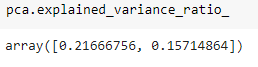 pca.explained_variance_ratio_
array([0.21666756, 0.15714864])